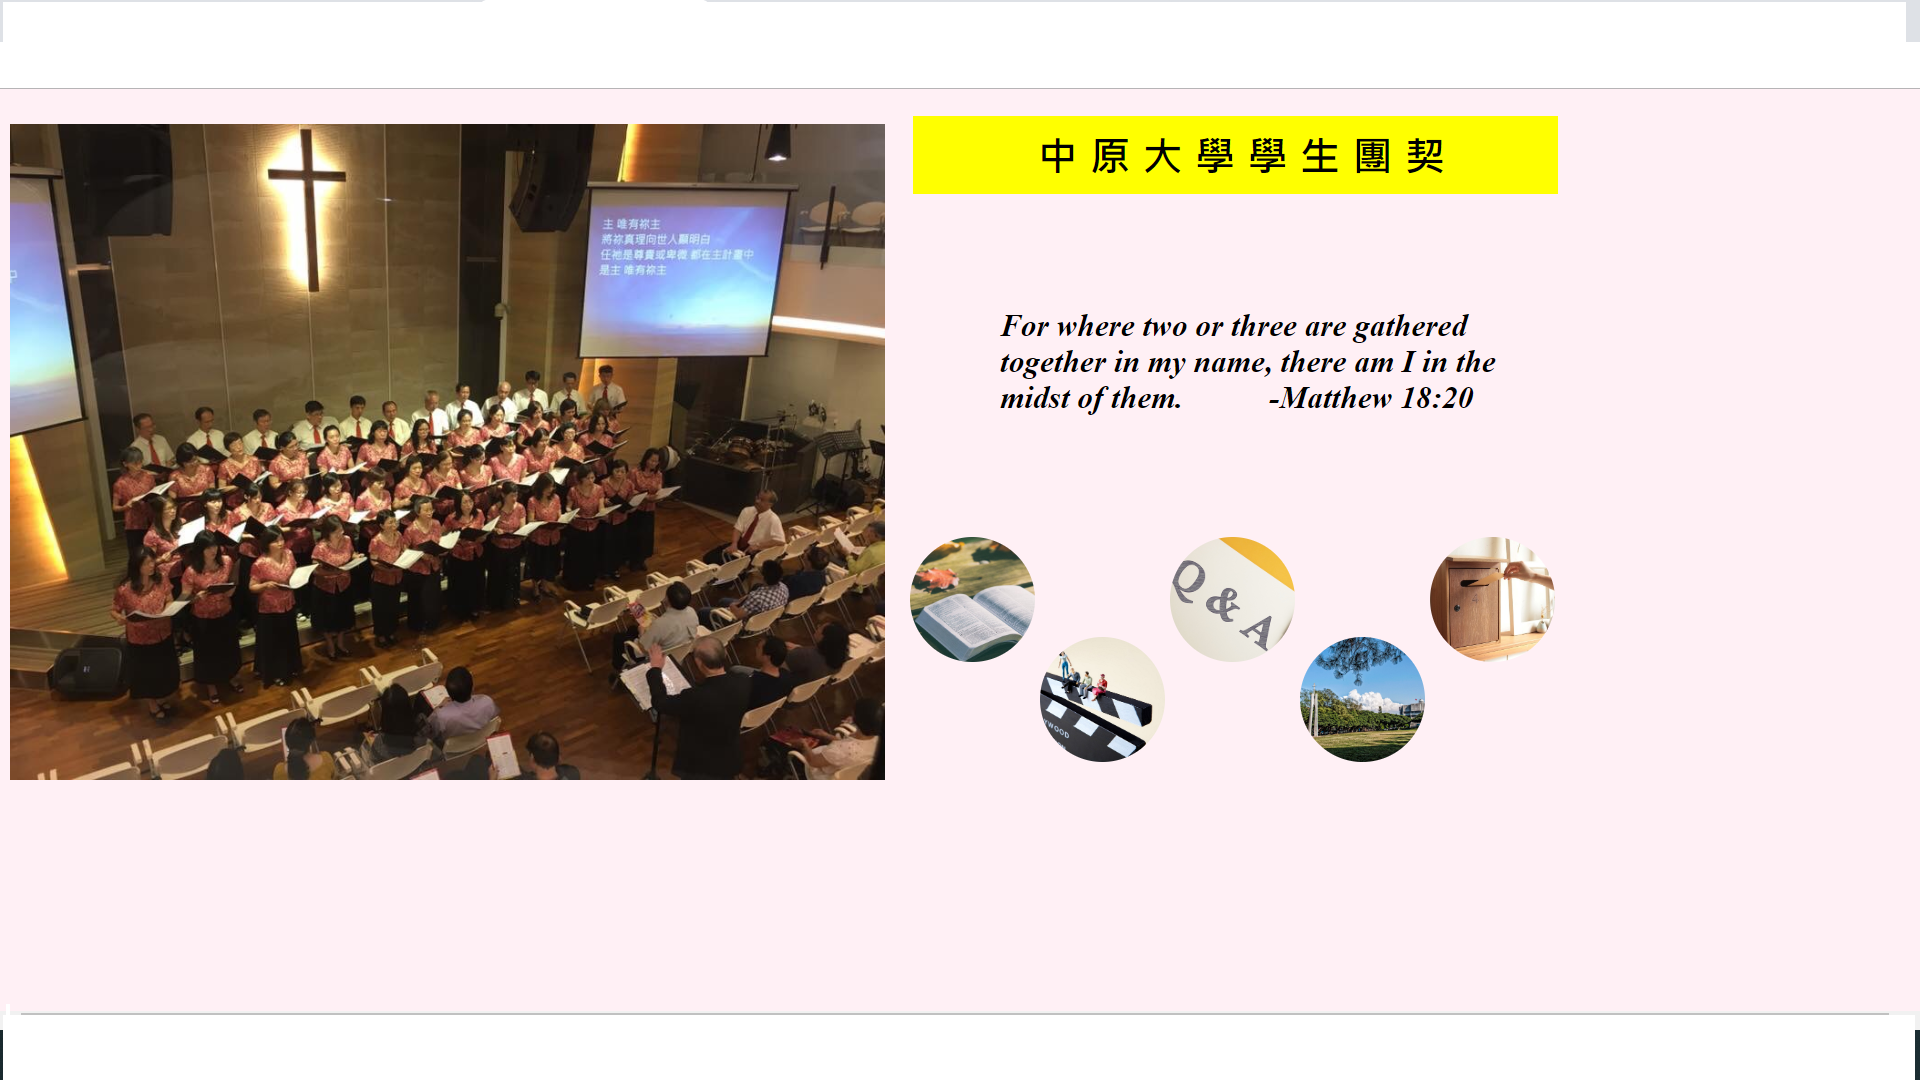 中原大學學生團契
主 唯有祢主
將祢真理向世人顯明白
任祂是尊貴或卑微 都在主計畫中
是主 唯有祢主
For where two or three are gathered
together in my name, there am I in the
midst of them. -Matthew 18:20
Q & A
WOOD